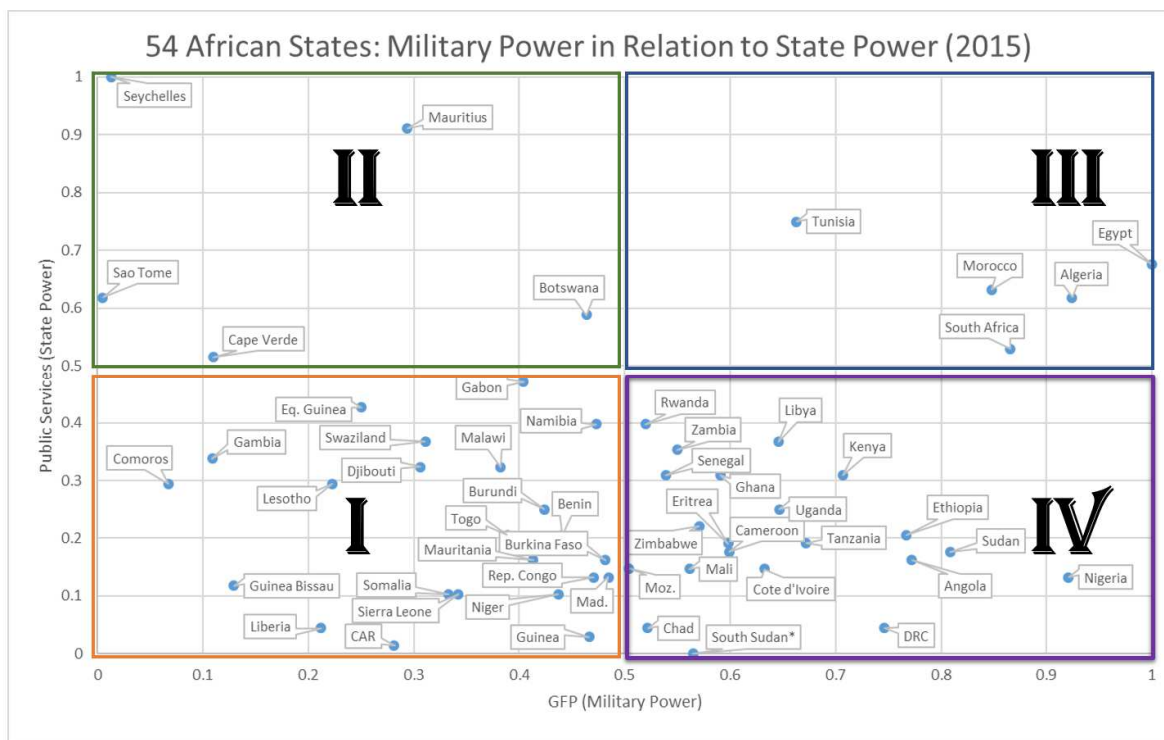 54 African States: Military Power in Relation to State Power (2015)
1
Seychelles
Mauritius
0.9
II
III
0.8
Tunisia
Egypt
0.7
Sao Tome
Morocco
Algeria
0.6
Botswana
South Africa
Cape Verde
0.5
Public Services (State Power)
Gabon
Rwanda
Libya
Eq. Guinea
0.4
Namibia
Zambia
Gambia
Swaziland
Malawi
Kenya
Comoros
Djibouti
Senegal
0.3
Lesotho
Ghana
Burundi
Benin
Eritrea
I
Uganda
Ethiopia
IV
Togo
Cameroon
0.2
Burkina Faso
Zimbabwe
Tanzania
Sudan
Mauritania
Rep. Congo
Mali
Guinea Bissau
Somalia
Mad.
Moz.
Cote d'Ivoire
Angola
Nigeria
0.1
Sierra Leone
Niger
Liberia
CAR
Guinea
Chad
South Sudan*
DRC
0
0 0.1 0.2 0.3 0.4 0.5 0.6 0.7 0.8 0.9 1
GFP (Military Power)